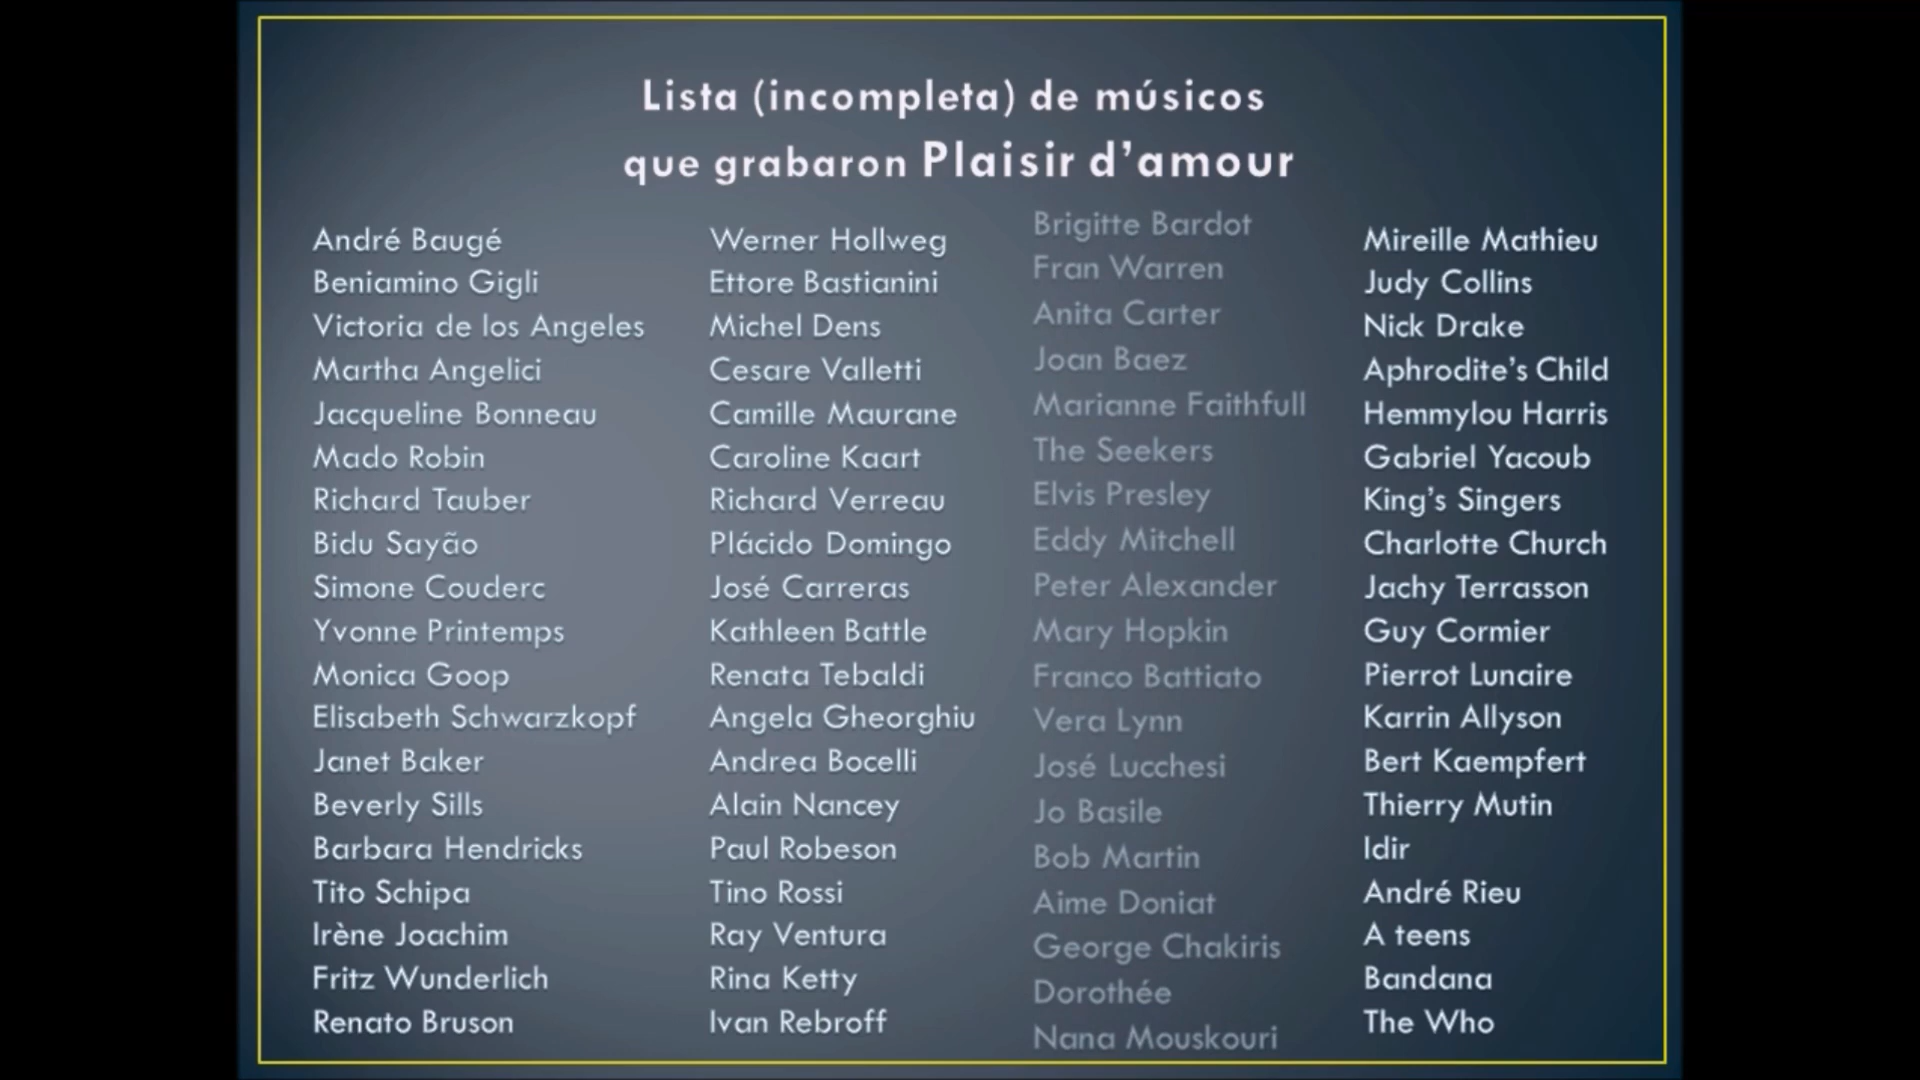 Lista (incompleta) de músicos
que grabaron Plaisir d’amour
André Baugé
Beniamino Gigli
Victoria de los Angeles
Martha Angelici
Jacqueline Bonneau
Mado Robin
Richard Tauber
Bidu Sayão
Simone Couderc
Yvonne Printemps
Monica Goop
Elisabeth Schwarzkopf
Janet Baker
Beverly Sills
Barbara Hendricks
Tito Schipa
Irène Joachim
Fritz Wunderlich
Renato Bruson
Werner Hollweg
Ettore Bastianini
Michel Dens
Cesare Valletti
Camille Maurane
Caroline Kaart
Richard Verreau
Plácido Domingo
José Carreras
Kathleen Battle
Renata Tebaldi
Angela Gheorghiu
Andrea Bocelli
Alain Nancey
Paul Robeson
Tino Rossi
Ray Ventura
Rina Ketty
Ivan Rebroff
Brigitte Bardot
Fran Warren
Anita Carter
Joan Baez
Marianne Faithfull
The Seekers
Elvis Presley
Eddy Mitchell
Peter Alexander
Mary Hopkin
Franco Battiato
Vera Lynn
José Lucchesi
Jo Basile
Bob Martin
Aime Doniat
George Chakiris
Dorothée
Nana Mouskouri
Mireille Mathieu
Judy Collins
Nick Drake
Aphrodite’s Child
Hemmylou Harris
Gabriel Yacoub
King’s Singers
Charlotte Church
Jachy Terrasson
Guy Cormier
Pierrot Lunaire
Karrin Allyson
Bert Kaempfert
Thierry Mutin
Idir
André Rieu
A teens
Bandana
The Who